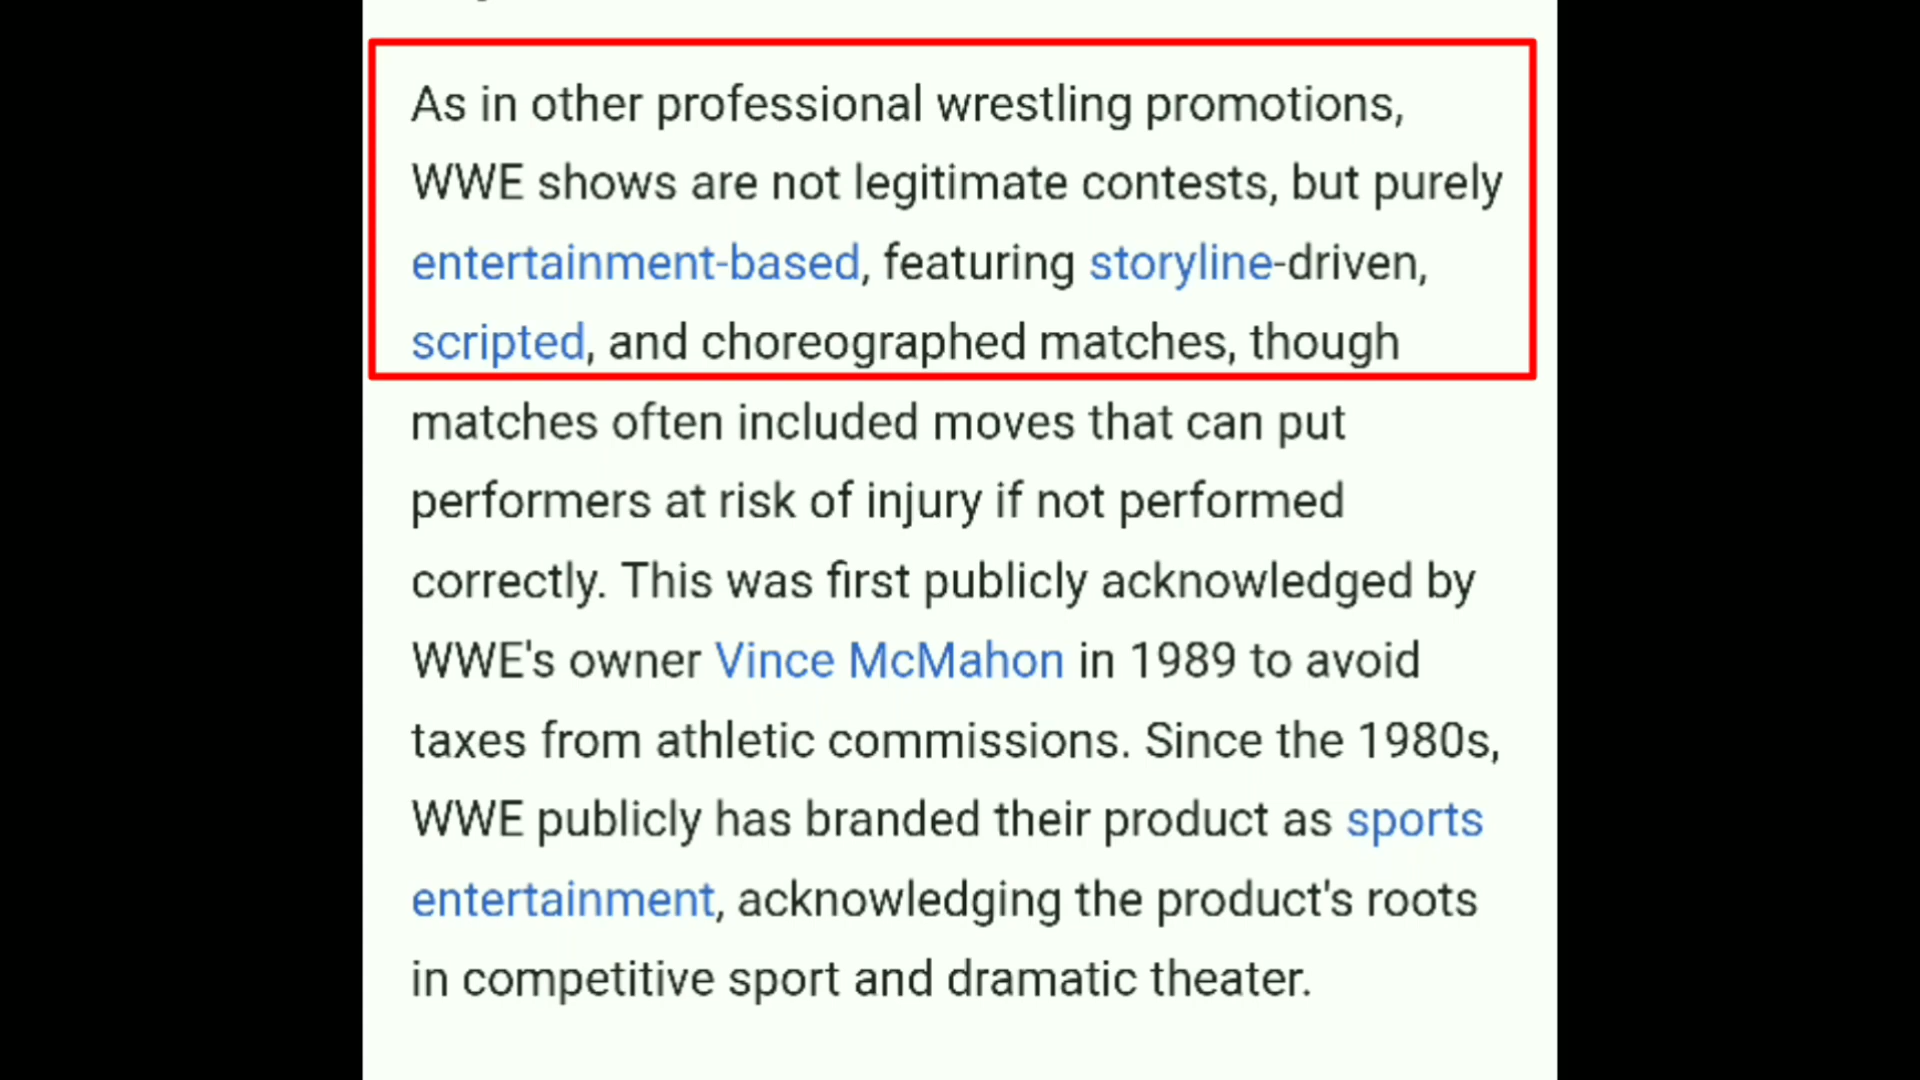 As in other professional wrestling promotions,
WWE shows are not legitimate contests, but purely
entertainment-based, featuring storyline-driven,
scripted, and choreographed matches, though
matches often included moves that can put
performers at risk of injury if not performed
correctly. This was first publicly acknowledged by
WWE's owner Vince McMahon in 1989 to avoid
taxes from athletic commissions. Since the 1980s,
WWE publicly has branded their product as sports
entertainment, acknowledging the product's roots
in competitive sport and dramatic theater.